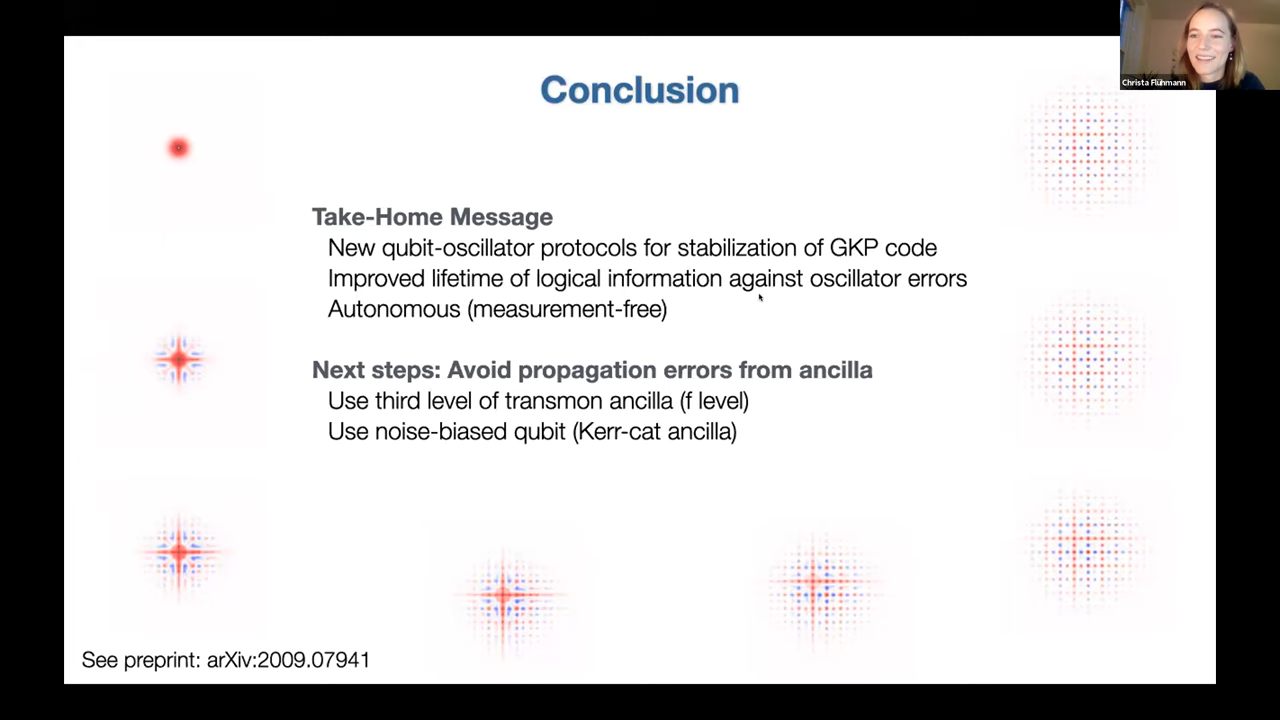 Christa Flühmann
Conclusion
Take-Home Message
New qubit-oscillator protocols for stabilization of GKP code
Improved lifetime of logical information against oscillator errors
Autonomous (measurement-free)
Next steps: Avoid propagation errors from ancilla
Use third level of transmon ancilla (f level)
Use noise-biased qubit (Kerr-cat ancilla)
See preprint: arXiv:2009.07941